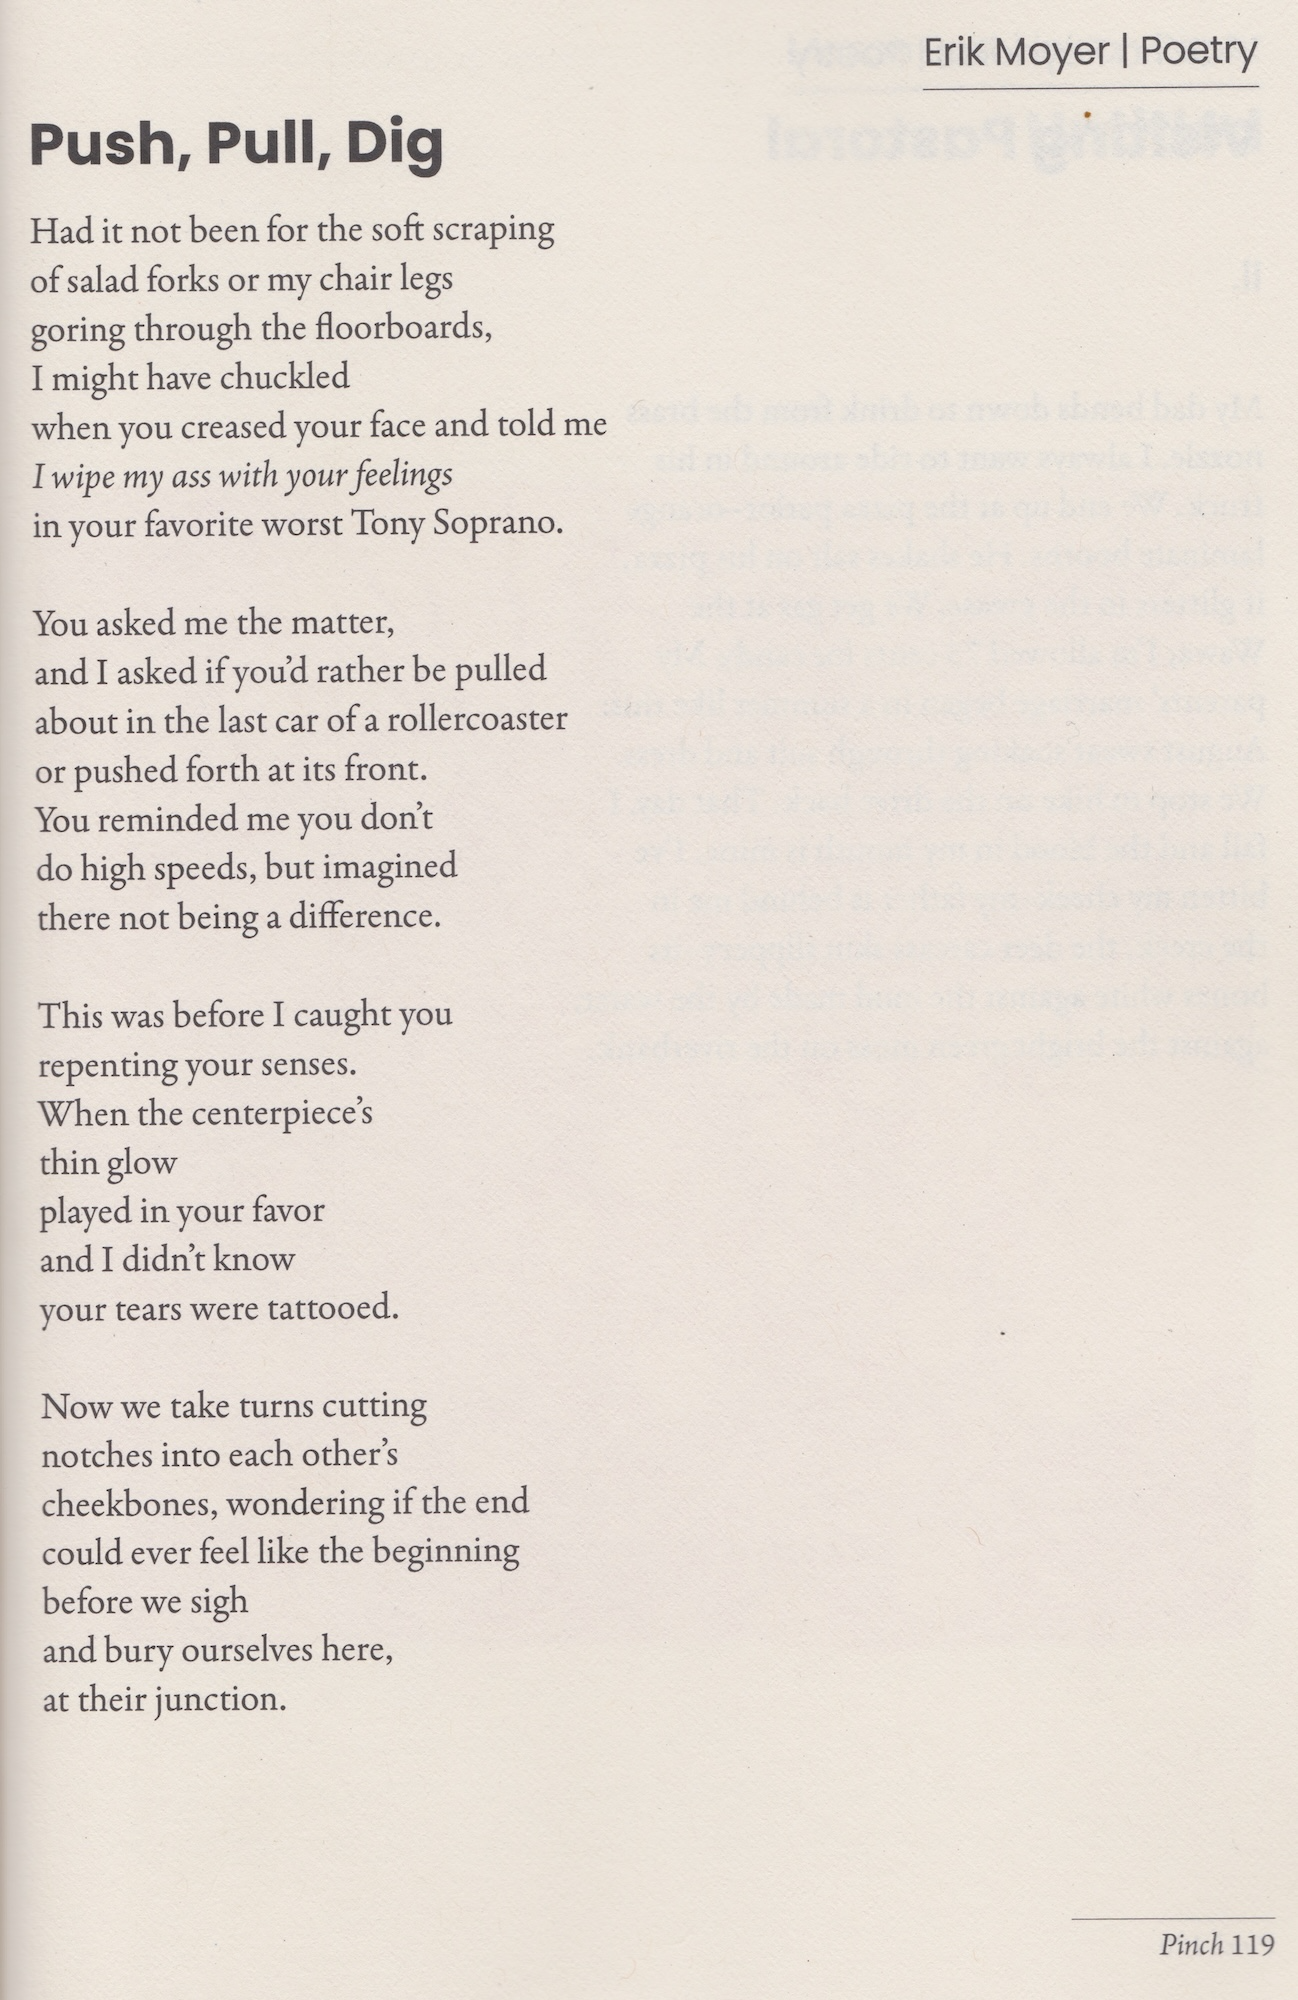 Erik Moyer | Poetry
Push, Pull, Dig
Had it not been for the soft scraping
of salad forks or my chair legs
goring through the floorboards,
I might have chuckled
when you creased your face and told me
I wipe my ass with your feelings
in your favorite worst Tony Soprano.
You asked me the matter,
and I asked if you’d rather be pulled
about in the last car of a rollercoaster
or pushed forth at its front.
You reminded me you don’t
do high speeds, but imagined
there not being a difference.
This was before I caught you
repenting your senses.
When the centerpiece’s
thin glow
played in your favor
and I didn’t know
your tears were tattooed.
Now we take turns cutting
notches into each other’s
cheekbones, wondering if the end
could ever feel like the beginning
before we sigh
and bury ourselves here,
at their junction.
Pinch 119